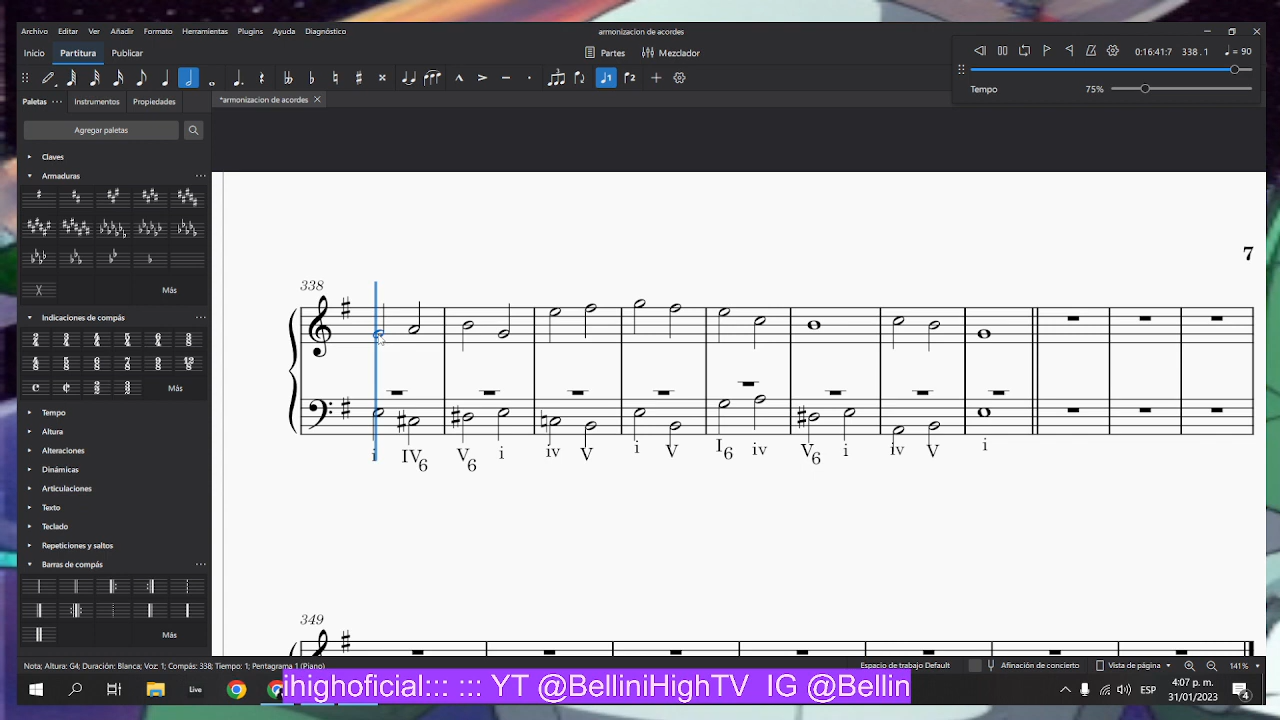 Archivo Editar Ver Añadir Formato Herramientas Plugins Ayuda Diagnóstico
armonizacion de acordes
Inicio Partitura Publicar
Partes Mezclador
0:16:41:7 338 . 1 = 90
Tempo 75%
Paletas Instrumentos Propiedades
*armonizacion de acordes
Agregar paletas
Claves
Armaduras
Más
Indicaciones de compás
Más
Tempo
Altura
Alteraciones
Dinámicas
Articulaciones
Texto
Teclado
Repeticiones y saltos
Barras de compás
Más
7
338
i IV6 V6 i iv V i V I6 iv V6 i iv V i
349
Nota; Altura: G4; Duración: Blanca; Voz: 1; Compás: 338; Tiempo: 1; Pentagrama 1 (Piano)
Espacio de trabajo Default Afinación de concierto Vista de página 141%
Live
ihighoficial::: ::: YT @BelliniHighTV IG @Bellin
ESP
4:07 p. m.
31/01/2023
4